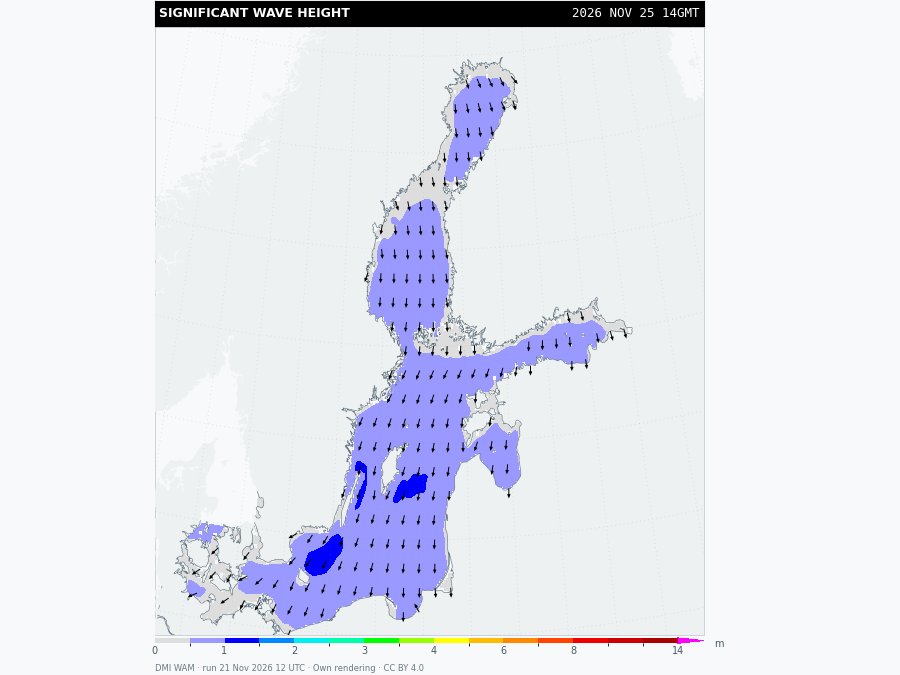 SIGNIFICANT WAVE HEIGHT 2026 NOV 25 14GMT
0 1 2 3 4 6 8 14 m
DMI WAM · run 21 Nov 2026 12 UTC · Own rendering · CC BY 4.0